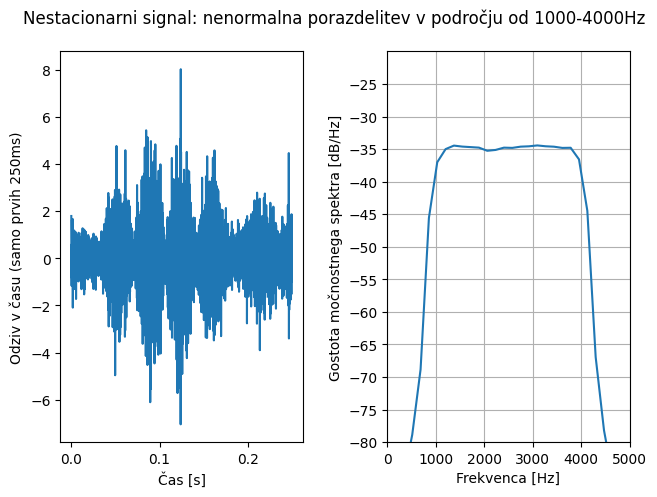 Nestacionarni signal: nenormalna porazdelitev v področju od 1000-4000Hz
8
6
4
2
0
−2
−4
−6
Odziv v času (samo prvih 250ms)
0.0 0.1 0.2
Čas [s]
−25
−30
−35
−40
−45
−50
−55
−60
−65
−70
−75
−80
Gostota močnostnega spektra [dB/Hz]
0 1000 2000 3000 4000 5000
Frekvenca [Hz]